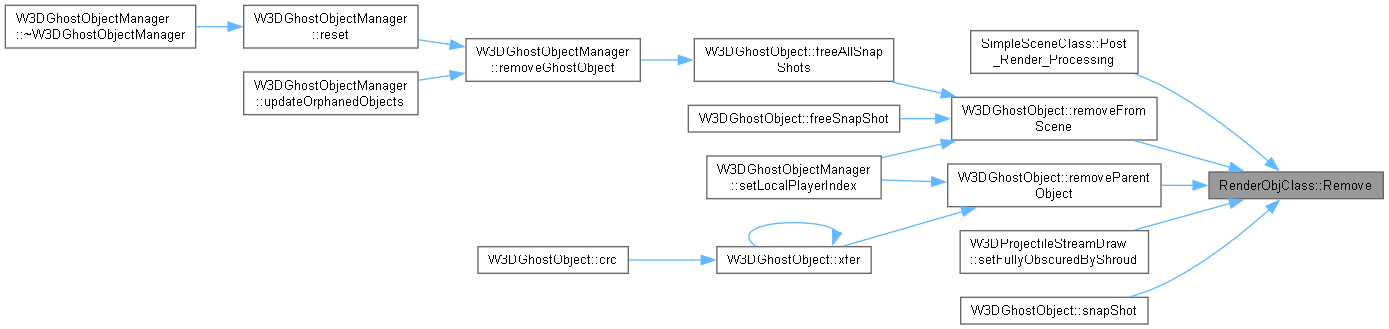 W3DGhostObjectManager
::~W3DGhostObjectManager
W3DGhostObjectManager
::reset
W3DGhostObjectManager
::updateOrphanedObjects
W3DGhostObjectManager
::removeGhostObject
W3DGhostObject::freeAllSnap
Shots
W3DGhostObject::freeSnapShot
W3DGhostObjectManager
::setLocalPlayerIndex
W3DGhostObject::crc
W3DGhostObject::xfer
SimpleSceneClass::Post
_Render_Processing
W3DGhostObject::removeFrom
Scene
W3DGhostObject::removeParent
Object
W3DProjectileStreamDraw
::setFullyObscuredByShroud
W3DGhostObject::snapShot
RenderObjClass::Remove